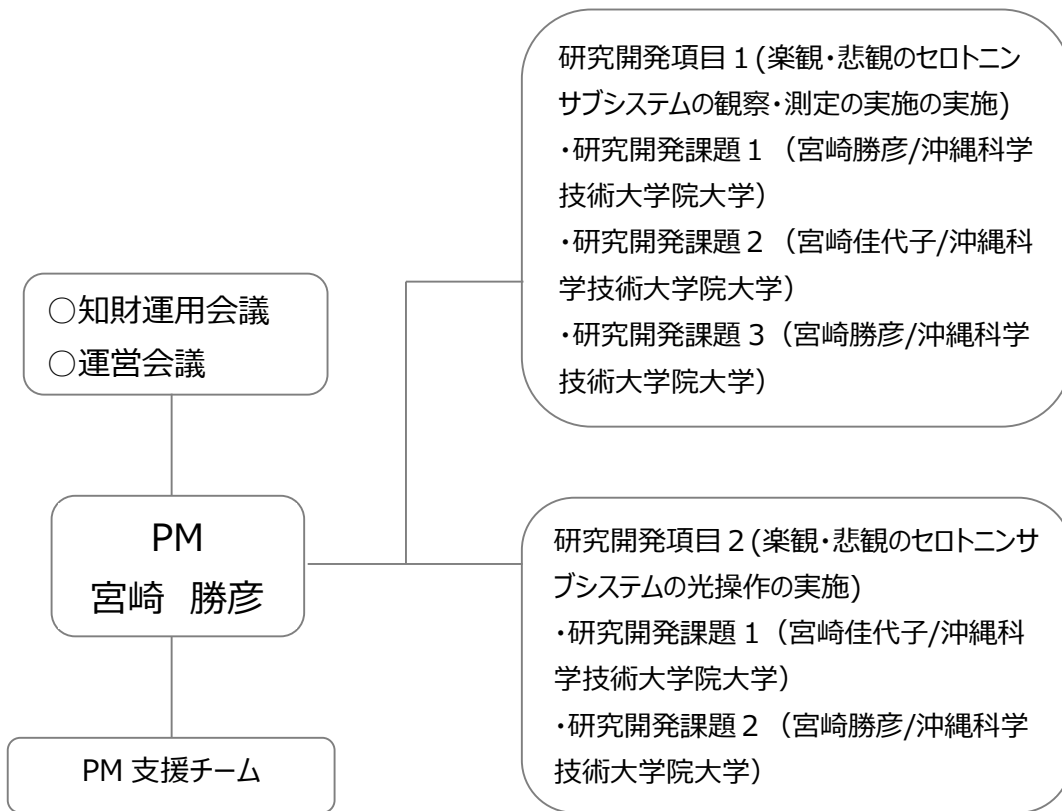 ○知財運用会議
○運営会議
PM
宮崎 勝彦
PM 支援チーム
研究開発項目1(楽観・悲観のセロトニン
サブシステムの観察・測定の実施の実施)
・研究開発課題1 (宮崎勝彦/沖縄科学
技術大学院大学)
・研究開発課題2 (宮崎佳代子/沖縄科
学技術大学院大学)
・研究開発課題3(宮崎勝彦/沖縄科学
技術大学院大学)
研究開発項目2(楽観・悲観のセロトニンサ
ブシステムの光操作の実施)
・研究開発課題1(宮崎佳代子/沖縄科
学技術大学院大学)
・研究開発課題2 (宮崎勝彦/沖縄科学
技術大学院大学)